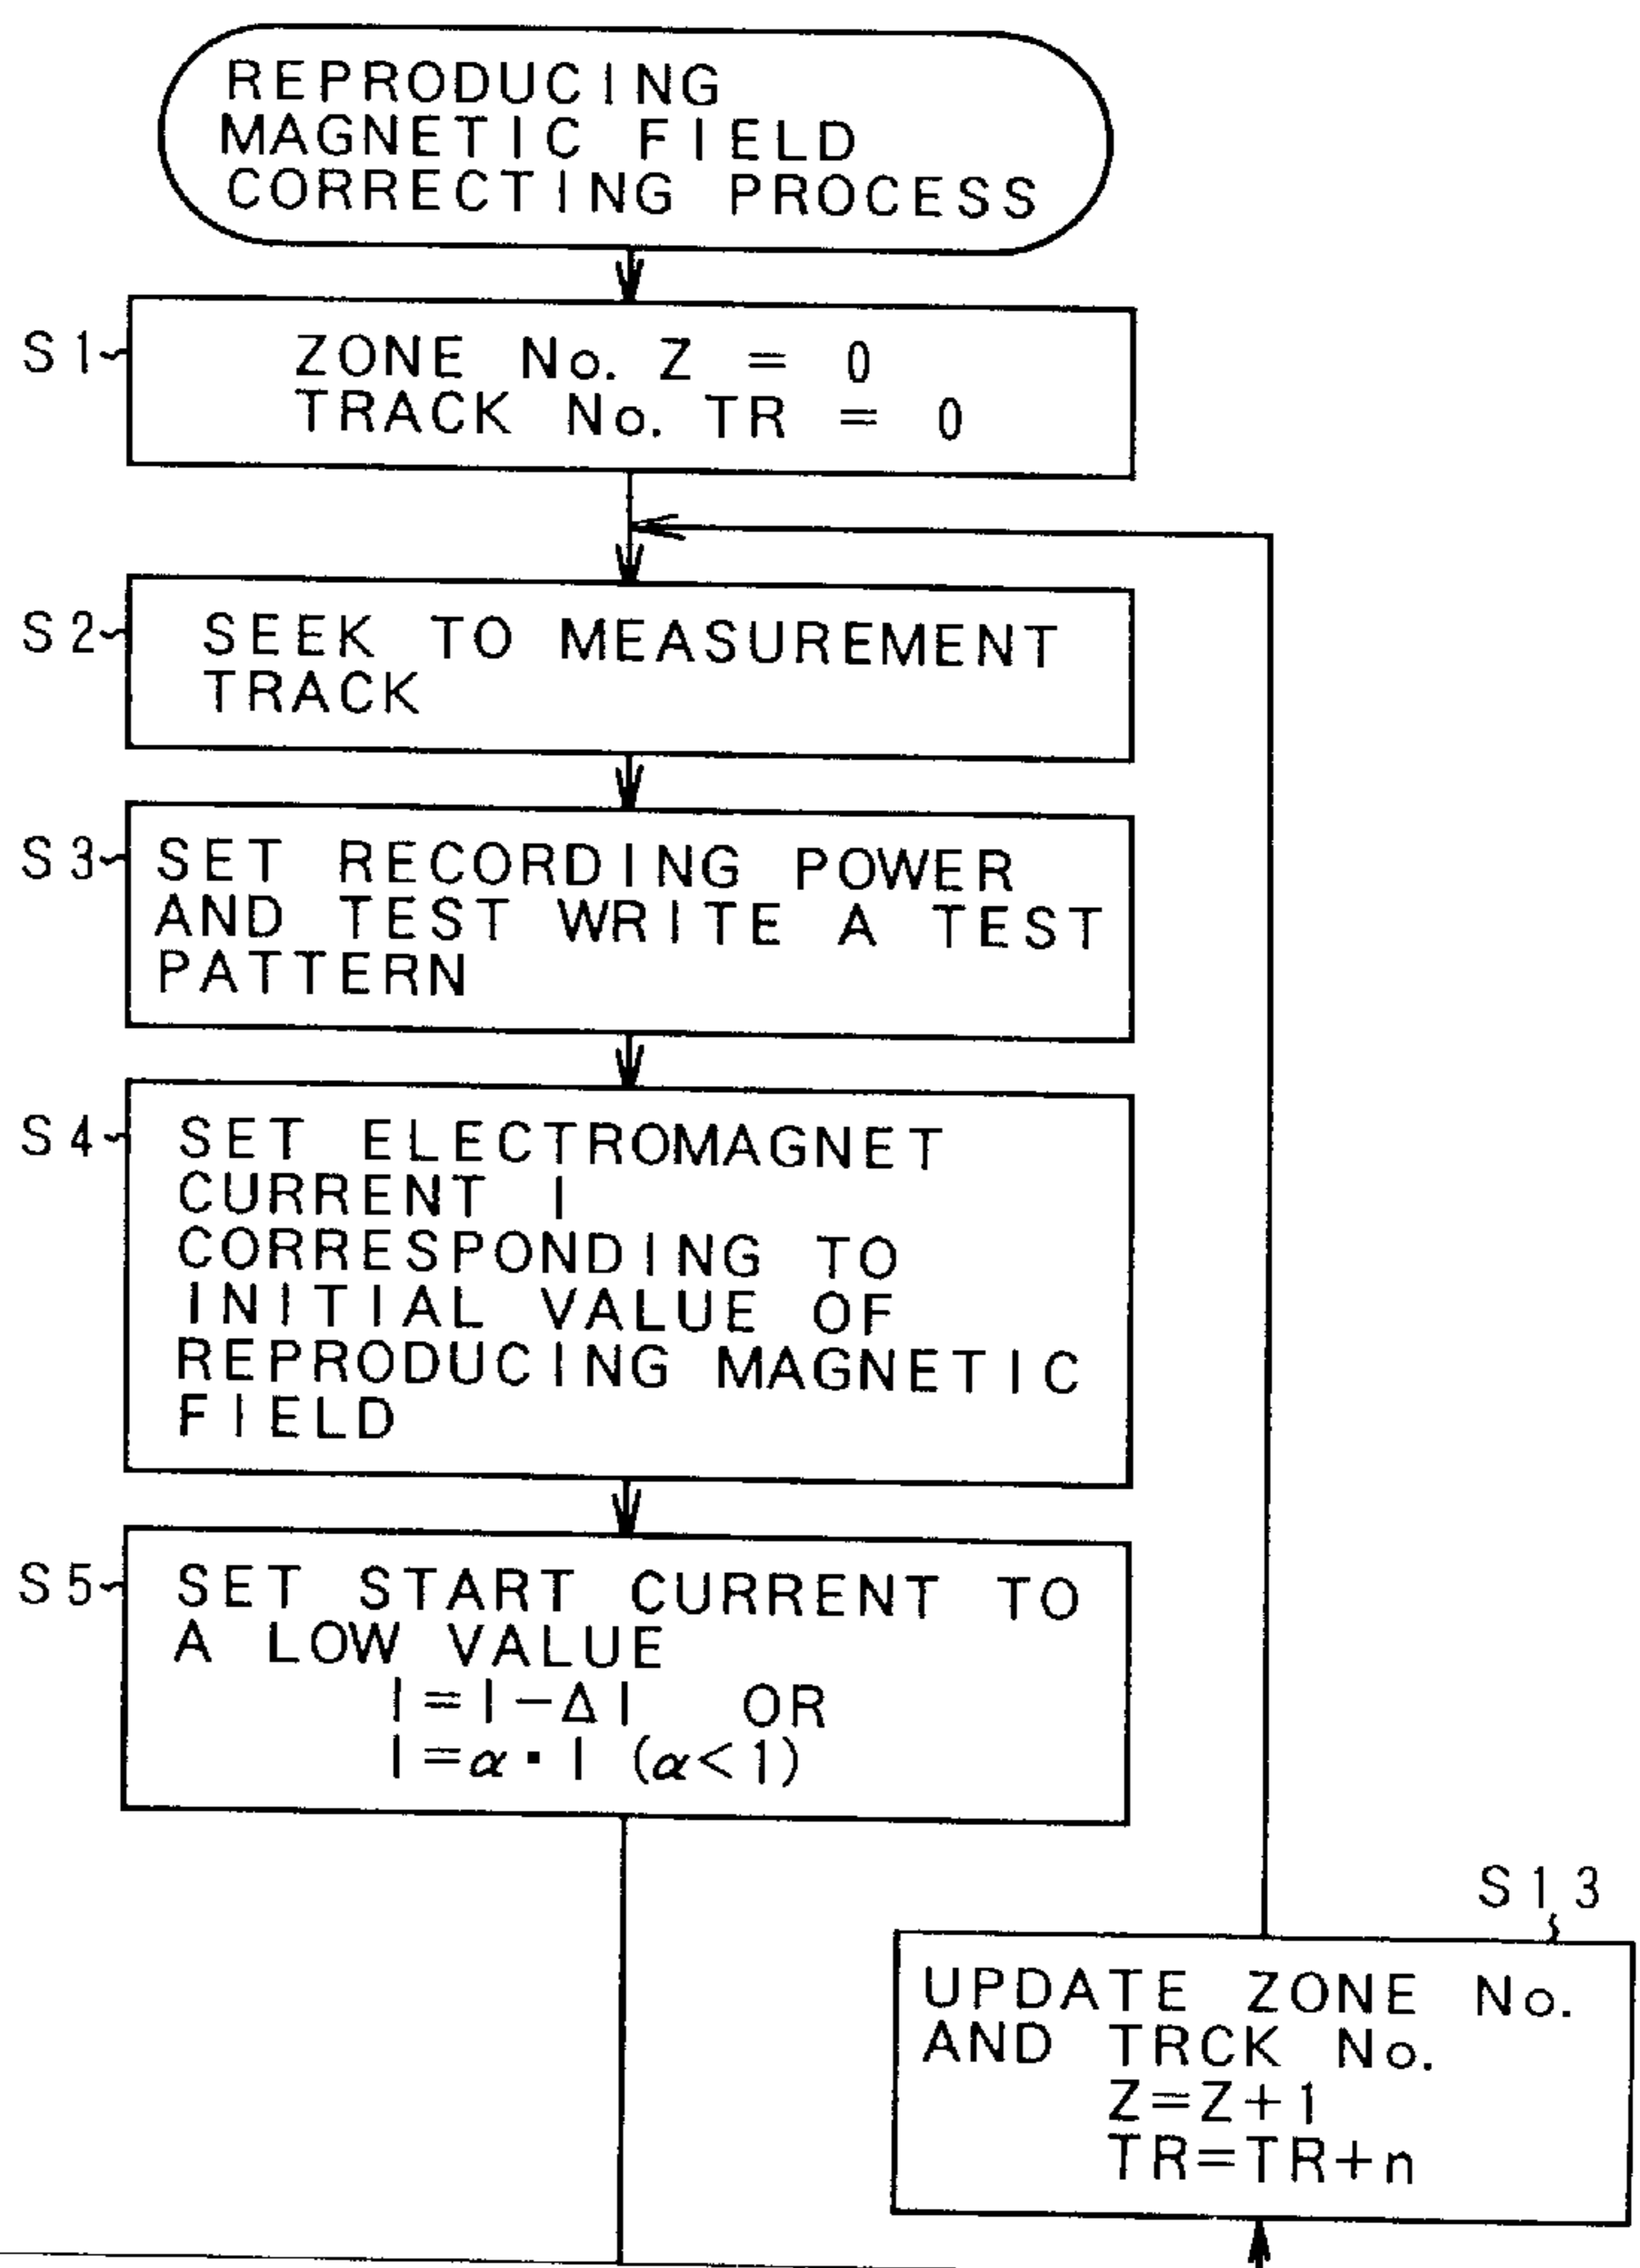 REPRODUCING
MAGNETIC FIELD
CORRECTING PROCESS
S1
ZONE No. Z = 0
TRACK No. TR = 0
S2
SEEK TO MEASUREMENT
TRACK
S3
SET RECORDING POWER
AND TEST WRITE A TEST
PATTERN
S4
SET ELECTROMAGNET
CURRENT I
CORRESPONDING TO
INITIAL VALUE OF
REPRODUCING MAGNETIC
FIELD
S5
SET START CURRENT TO
A LOW VALUE
I=I-ΔI OR
I=α・I (α<1)
S13
UPDATE ZONE No.
AND TRCK No.
Z=Z+1
TR=TR+n